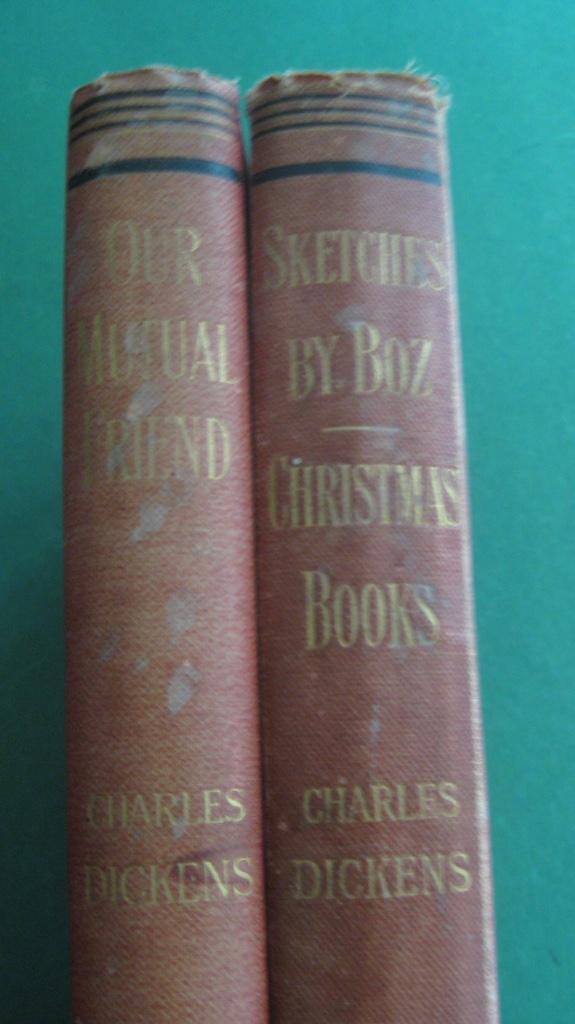 OUR
MUTUAL
FRIEND
CHARLES
DICKENS
SKETCHES
BY BOZ
CHRISTMAS
BOOKS
CHARLES
DICKENS